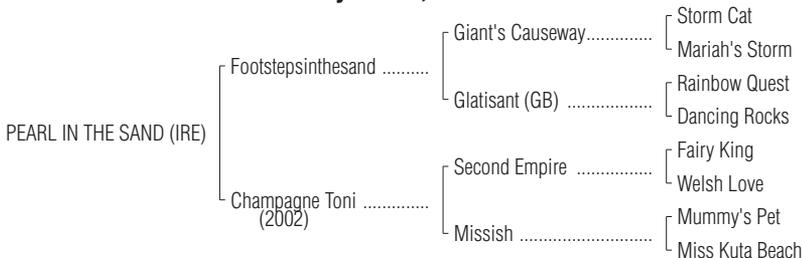 Storm Cat
Giant's Causeway..............
Mariah's Storm
Footstepsinthesand ..........
Rainbow Quest
Glatisant (GB) ..................
Dancing Rocks
PEARL IN THE SAND (IRE)
Fairy King
Second Empire ................
Welsh Love
Champagne Toni ..............
(2002)
Mummy's Pet
Missish ............................
Miss Kuta Beach